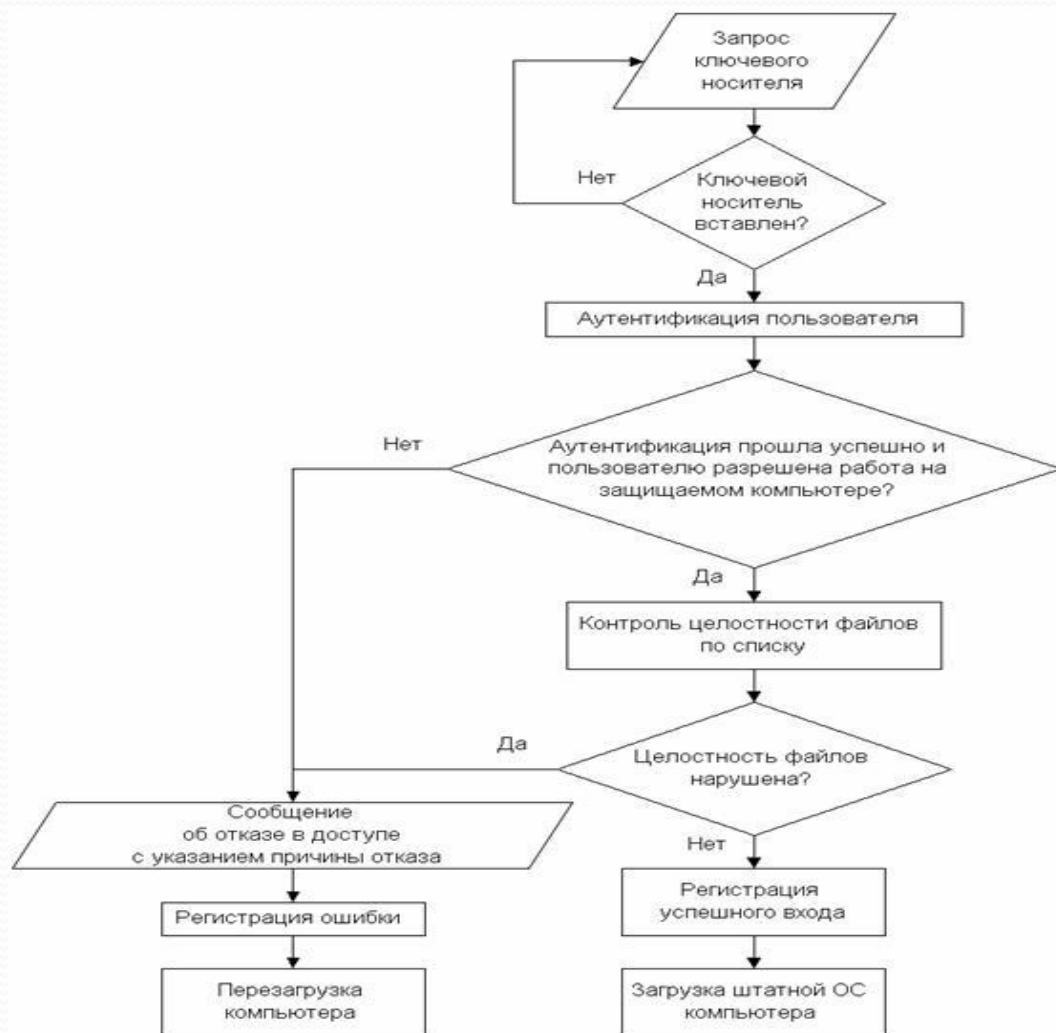 Запрос
ключевого
носителя
Нет
Ключевой
носитель
вставлен?
Да
Аутентификация пользователя
Нет
Аутентификация прошла успешно и
пользователю разрешена работа на
защищаемом компьютере?
Да
Контроль целостности файлов
по списку
Да
Целостность файлов
нарушена?
Сообщение
об отказе в доступе
с указанием причины отказа
Нет
Регистрация ошибки
Регистрация
успешного входа
Перезагрузка
компьютера
Загрузка штатной ОС
компьютера